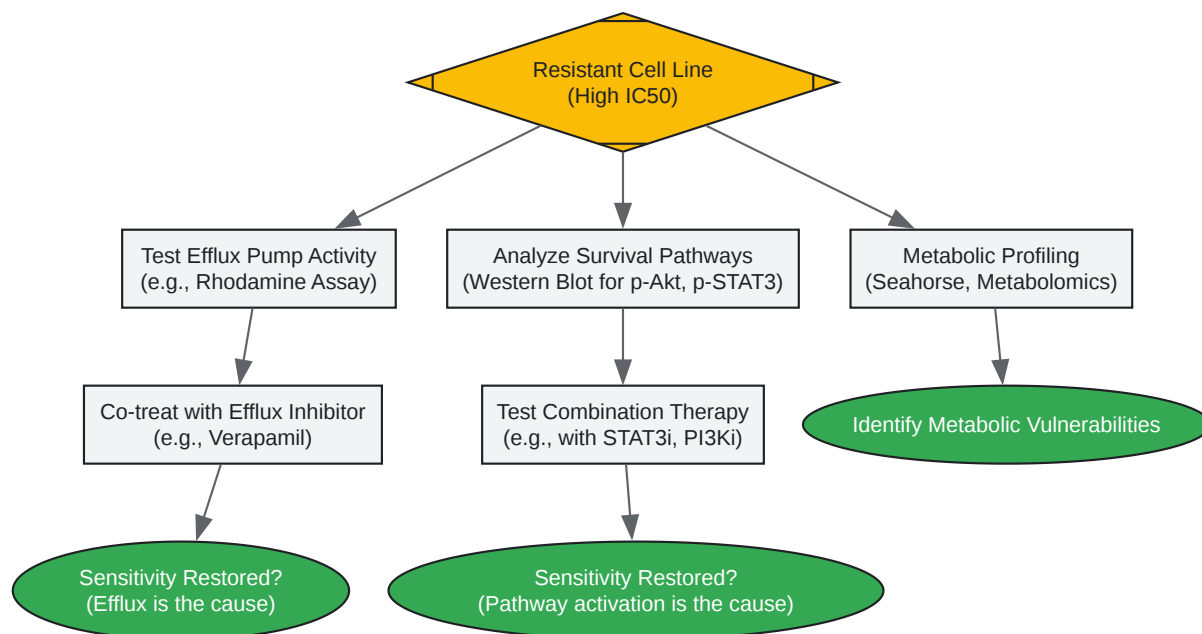 Resistant Cell Line
(High IC50)
Test Efflux Pump Activity
(e.g., Rhodamine Assay)
Analyze Survival Pathways
(Western Blot for p-Akt, p-STAT3)
Metabolic Profiling
(Seahorse, Metabolomics)
Co-treat with Efflux Inhibitor
(e.g., Verapamil)
Test Combination Therapy
(e.g., with STAT3i, PI3Ki)
Identify Metabolic Vulnerabilities
Sensitivity Restored?
(Efflux is the cause)
Sensitivity Restored?
(Pathway activation is the cause)